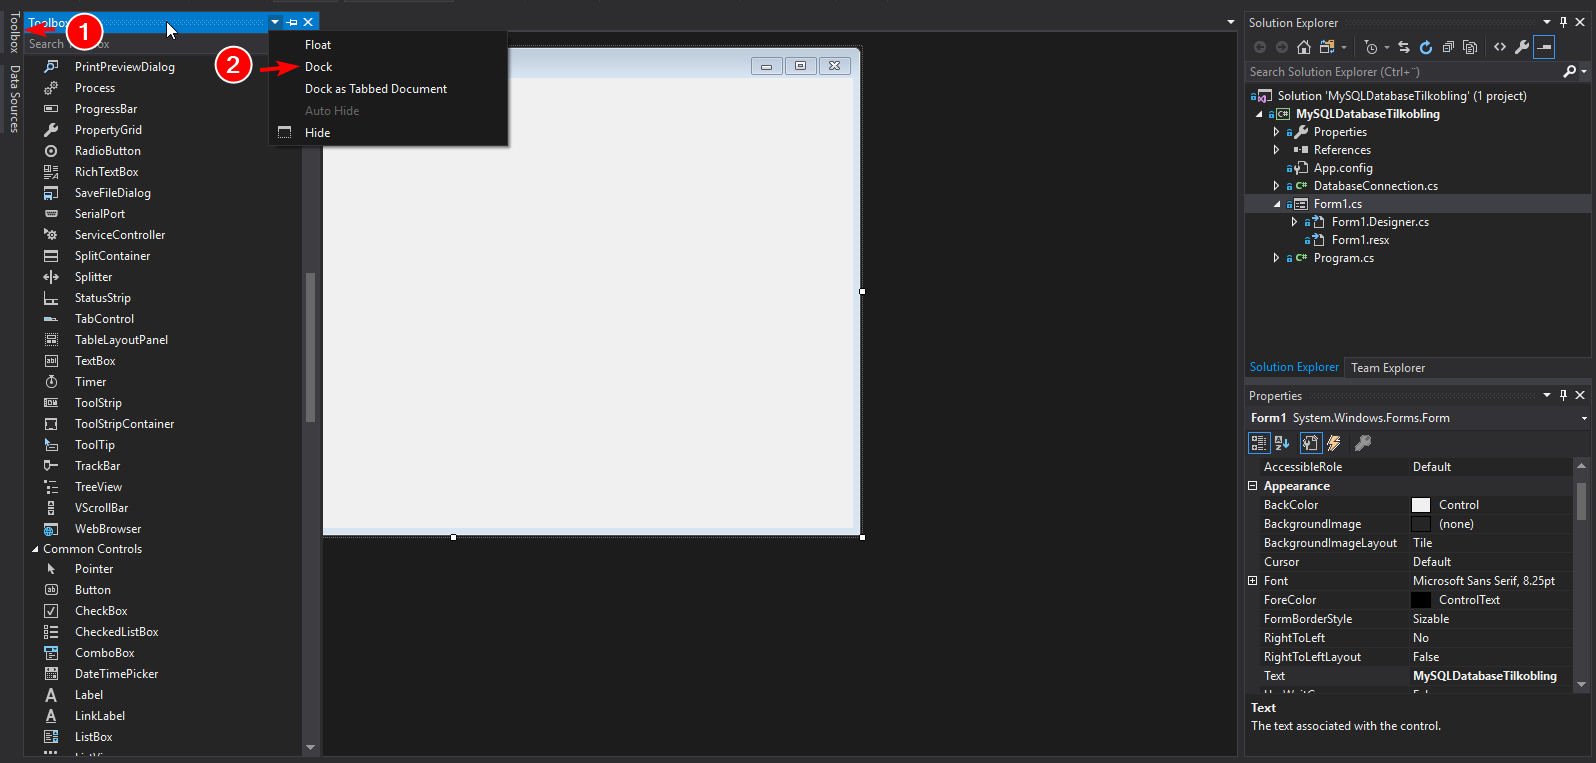 Toolbox
Data Sources
Toolbox
1
Search
ox
2
Float
Dock
Dock as Tabbed Document
Auto Hide
Hide
PrintPreviewDialog
Process
ProgressBar
PropertyGrid
RadioButton
RichTextBox
SaveFileDialog
SerialPort
ServiceController
SplitContainer
Splitter
StatusStrip
TabControl
TableLayoutPanel
TextBox
Timer
ToolStrip
ToolStripContainer
ToolTip
TrackBar
TreeView
VScrollBar
WebBrowser
Common Controls
Pointer
Button
CheckBox
CheckedListBox
ComboBox
DateTimePicker
Label
LinkLabel
ListBox
Solution Explorer
Search Solution Explorer (Ctrl+¨)
Solution 'MySQLDatabaseTilkobling' (1 project)
MySQLDatabaseTilkobling
Properties
References
App.config
DatabaseConnection.cs
Form1.cs
Form1.Designer.cs
Form1.resx
Program.cs
Solution Explorer Team Explorer
Properties
Form1 System.Windows.Forms.Form
AccessibleRole Default
Appearance
BackColor Control
BackgroundImage (none)
BackgroundImageLayout Tile
Cursor Default
Font Microsoft Sans Serif, 8.25pt
ForeColor ControlText
FormBorderStyle Sizable
RightToLeft No
RightToLeftLayout False
Text MySQLDatabaseTilkobling
Text
The text associated with the control.